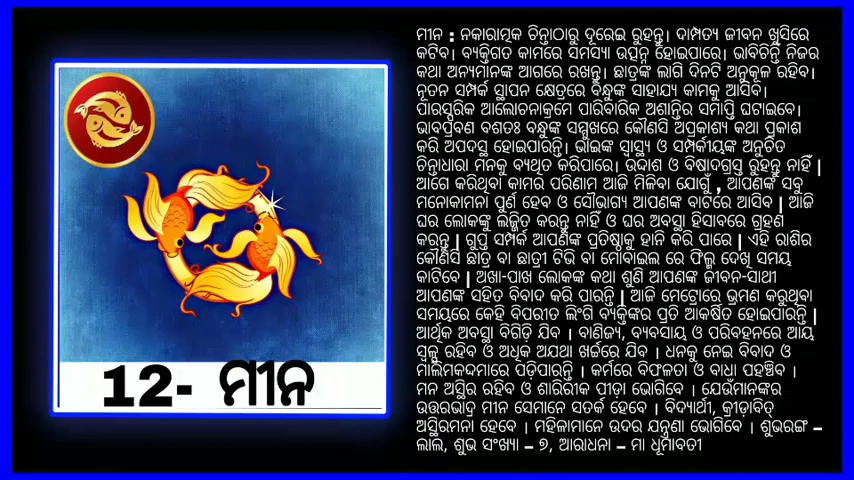 ମୀନ : ନକାରାତ୍ମକ ଚିନ୍ତାଠାରୁ ଦୂରେଇ ରୁହନ୍ତୁ। ଦାମ୍ପତ୍ୟ ଜୀବନ ଖୁସିରେ
କଟିବ। ବ୍ୟକ୍ତିଗତ କାମରେ ସମସ୍ୟା ଉତ୍ପନ୍ନ ହୋଇପାରେ। ଭାବିଚିନ୍ତି ନିଜର
କଥା ଅନ୍ୟମାନଙ୍କ ଆଗରେ ରଖନ୍ତୁ। ଛାତ୍ରଙ୍କ ଲାଗି ଦିନଟି ଅନୁକୂଳ ରହିବ।
ନୂତନ ସମ୍ପର୍କ ସ୍ଥାପନ କ୍ଷେତ୍ରରେ ବନ୍ଧୁଙ୍କ ସାହାଯ୍ୟ କାମକୁ ଆସିବ।
ପାରସ୍ପରିକ ଆଲୋଚନାକ୍ରମେ ପାରିବାରିକ ଅଶାନ୍ତିର ସମାପ୍ତି ଘଟାଇବେ।
ଭାବପ୍ରବଣ ବଶତଃ ବନ୍ଧୁଙ୍କ ସମ୍ମୁଖରେ କୌଣସି ଅପ୍ରକାଶ୍ୟ କଥା ପ୍ରକାଶ
କରି ଅପଦସ୍ଥ ହୋଇପାରନ୍ତି। ଭାଇଙ୍କ ସ୍ୱାସ୍ଥ୍ୟ ଓ ସମ୍ପର୍କୀୟଙ୍କ ଅନୁଚିତ
ଚିନ୍ତାଧାରା ମନକୁ ବ୍ୟଥିତ କରିପାରେ। ଉଦ୍ଦାଶ ଓ ବିଷାଦଗ୍ରସ୍ତ ରୁହନ୍ତୁ ନାହିଁ |
ଆଗେ କରିଥିବା କାମର ପରିଣାମ ଆଜି ମିଳିବା ଯୋଗୁଁ , ଆପଣଙ୍କ ସବୁ
ମନୋକାମନା ପୁର୍ଣ ହେବ ଓ ସୌଭାଗ୍ୟ ଆପଣଙ୍କ ବାଟରେ ଆସିବ | ଆଜି
ଘର ଲୋକଙ୍କୁ ଲଜ୍ଜିତ କରନ୍ତୁ ନାହିଁ ଓ ଘର ଅବସ୍ଥା ହିସାବରେ ଗ୍ରହଣ
କରନ୍ତୁ | ଗୁପ୍ତ ସମ୍ପର୍କ ଆପଣଙ୍କ ପ୍ରତିଷ୍ଠାକୁ ହାନି କରି ପାରେ | ଏହି ରାଶିର
କୌଣସି ଛାତ୍ର ବା ଛାତ୍ରୀ ଟିଭି ବା ମୋବାଇଲ ରେ ଫିଲ୍ମ ଦେଖି ସମୟ
କାଟିବେ | ଅଖା-ପାଖ ଲୋକଙ୍କ କଥା ଶୁଣି ଆପଣଙ୍କ ଜୀବନ-ସାଥୀ
ଆପଣଙ୍କ ସହିତ ବିବାଦ କରି ପାରନ୍ତି | ଆଜି ମେଟ୍ରୋରେ ଭ୍ରମଣ କରୁଥିବା
ସମୟରେ କେହି ବିପରୀତ ଲିଂଗି ବ୍ୟକ୍ତିଙ୍କର ପ୍ରତି ଆକର୍ଷିତ ହୋଇପାରନ୍ତି |
ଆର୍ଥିକ ଅବସ୍ଥା ବିଗିଡ଼ି ଯିବ । ବାଣିଜ୍ୟ, ବ୍ୟବସାୟ ଓ ପରିବହନରେ ଆୟ
ସ୍ୱଳ୍ପ ରହିବ ଓ ଅଧିକ ଅଯଥା ଖର୍ଚ୍ଚରେ ଯିବ । ଧନକୁ ନେଇ ବିବାଦ ଓ
ମାଲିମକଦ୍ଦମାରେ ପଡ଼ିପାରନ୍ତି । କର୍ମରେ ବିଫଳତା ଓ ବାଧା ପହଞ୍ଚିବ ।
ମନ ଅସ୍ଥିର ରହିବ ଓ ଶାରିରୀକ ପୀଡ଼ା ଭୋଗିବେ । ଯେଉଁମାନଙ୍କର
ଉତ୍ତରଭାଦ୍ର ମୀନ ସେମାନେ ସତର୍କ ହେବେ । ବିଦ୍ୟାର୍ଥୀ, କ୍ରୀଡ଼ାବିତ୍
ଅସ୍ଥିରମନା ହେବେ । ମହିଳାମାନେ ଉଦର ଯନ୍ତ୍ରଣା ଭୋଗିବେ । ଶୁଭରଙ୍ଗ –
ଲାଲ, ଶୁଭ ସଂଖ୍ୟା – ୭, ଆରାଧନା – ମା ଧୂମାବତୀ
12- ମୀନ